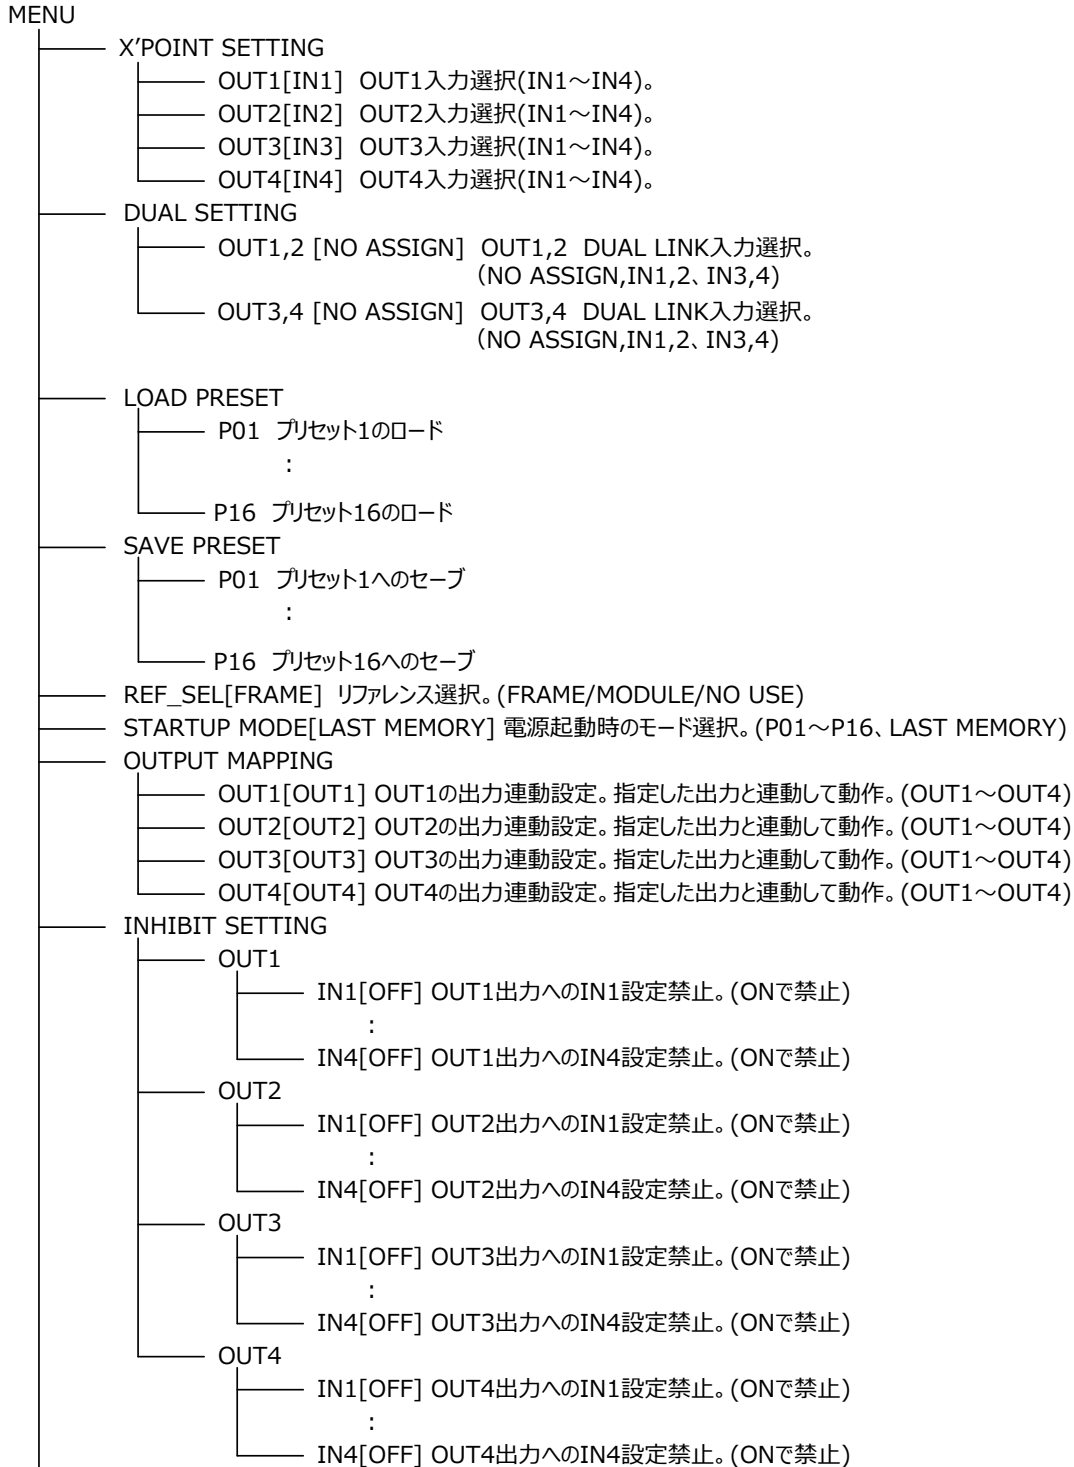 MENU
X’POINT SETTING
OUT1[IN1] OUT1入力選択(IN1～IN4)。
OUT2[IN2] OUT2入力選択(IN1～IN4)。
OUT3[IN3] OUT3入力選択(IN1～IN4)。
OUT4[IN4] OUT4入力選択(IN1～IN4)。
DUAL SETTING
OUT1,2 [NO ASSIGN] OUT1,2 DUAL LINK入力選択。
（NO ASSIGN,IN1,2、IN3,4)
OUT3,4 [NO ASSIGN] OUT3,4 DUAL LINK入力選択。
（NO ASSIGN,IN1,2、IN3,4)
LOAD PRESET
P01 プリセット1のロード
：
P16 プリセット16のロード
SAVE PRESET
P01 プリセット1へのセーブ
：
P16 プリセット16へのセーブ
REF_SEL[FRAME] リファレンス選択。(FRAME/MODULE/NO USE)
STARTUP MODE[LAST MEMORY] 電源起動時のモード選択。(P01～P16、LAST MEMORY)
OUTPUT MAPPING
OUT1[OUT1] OUT1の出力連動設定。指定した出力と連動して動作。(OUT1～OUT4)
OUT2[OUT2] OUT2の出力連動設定。指定した出力と連動して動作。(OUT1～OUT4)
OUT3[OUT3] OUT3の出力連動設定。指定した出力と連動して動作。(OUT1～OUT4)
OUT4[OUT4] OUT4の出力連動設定。指定した出力と連動して動作。(OUT1～OUT4)
INHIBIT SETTING
OUT1
IN1[OFF] OUT1出力へのIN1設定禁止。(ONで禁止)
：
IN4[OFF] OUT1出力へのIN4設定禁止。(ONで禁止)
OUT2
IN1[OFF] OUT2出力へのIN1設定禁止。(ONで禁止)
：
IN4[OFF] OUT2出力へのIN4設定禁止。(ONで禁止)
OUT3
IN1[OFF] OUT3出力へのIN1設定禁止。(ONで禁止)
：
IN4[OFF] OUT3出力へのIN4設定禁止。(ONで禁止)
OUT4
IN1[OFF] OUT4出力へのIN1設定禁止。(ONで禁止)
：
IN4[OFF] OUT4出力へのIN4設定禁止。(ONで禁止)